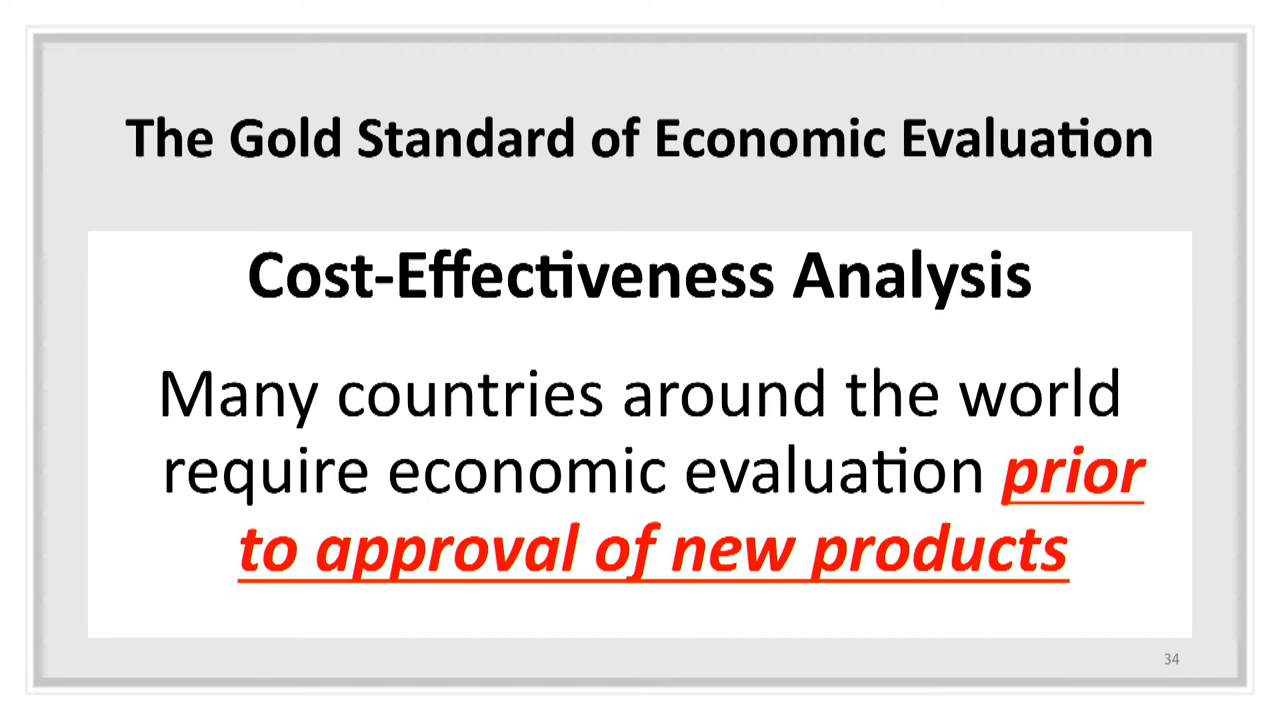 The Gold Standard of Economic Evaluation
Cost-Effectiveness Analysis
Many countries around the world
require economic evaluation prior
to approval of new products
34